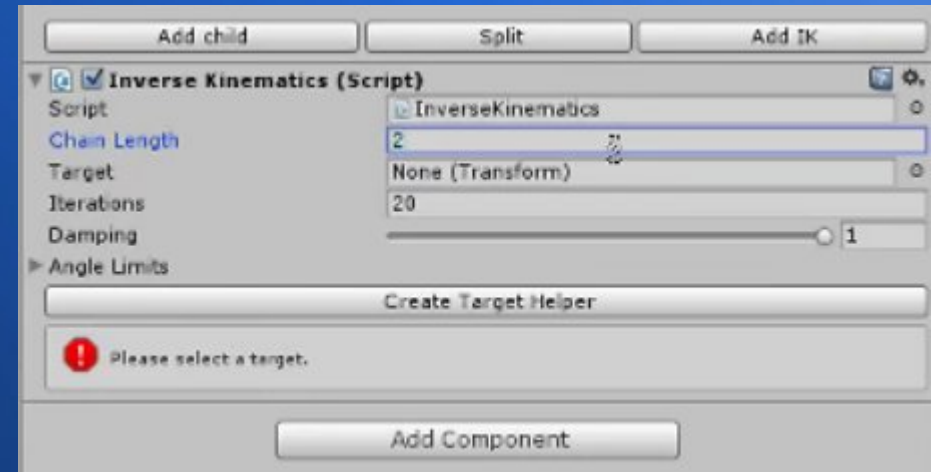 Add child Split Add IK
Inverse Kinematics (Script)
Script InverseKinematics
Chain Length 2
Target None (Transform)
Iterations 20
Damping 1
Angle Limits
Create Target Helper
Please select a target.
Add Component